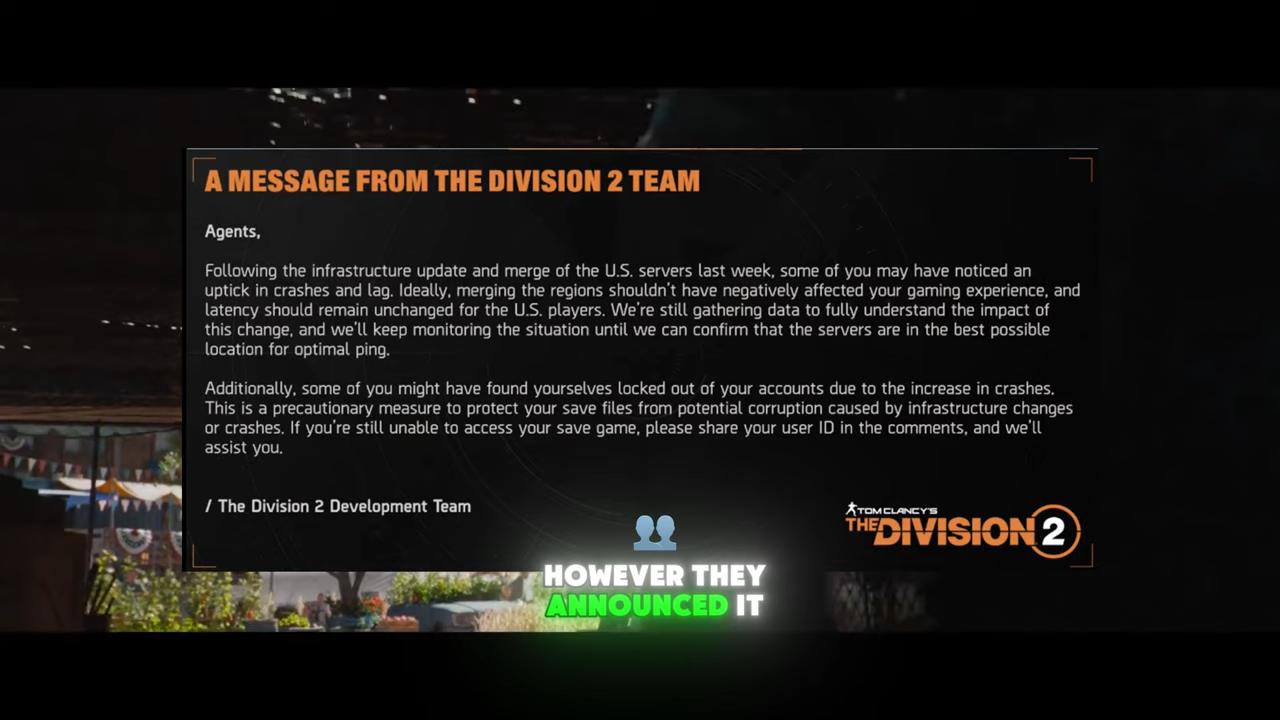 A MESSAGE FROM THE DIVISION 2 TEAM
Agents,
Following the infrastructure update and merge of the U.S. servers last week, some of you may have noticed an
uptick in crashes and lag. Ideally, merging the regions shouldn't have negatively affected your gaming experience, and
latency should remain unchanged for the U.S. players. We're still gathering data to fully understand the impact of
this change, and we'll keep monitoring the situation until we can confirm that the servers are in the best possible
location for optimal ping.
Additionally, some of you might have found yourselves locked out of your accounts due to the increase in crashes.
This is a precautionary measure to protect your save files from potential corruption caused by infrastructure changes
or crashes. If you're still unable to access your save game, please share your user ID in the comments, and we'll
assist you.
/ The Division 2 Development Team
TOM CLANCY'S
THE DIVISION 2
HOWEVER THEY
ANNOUNCED IT